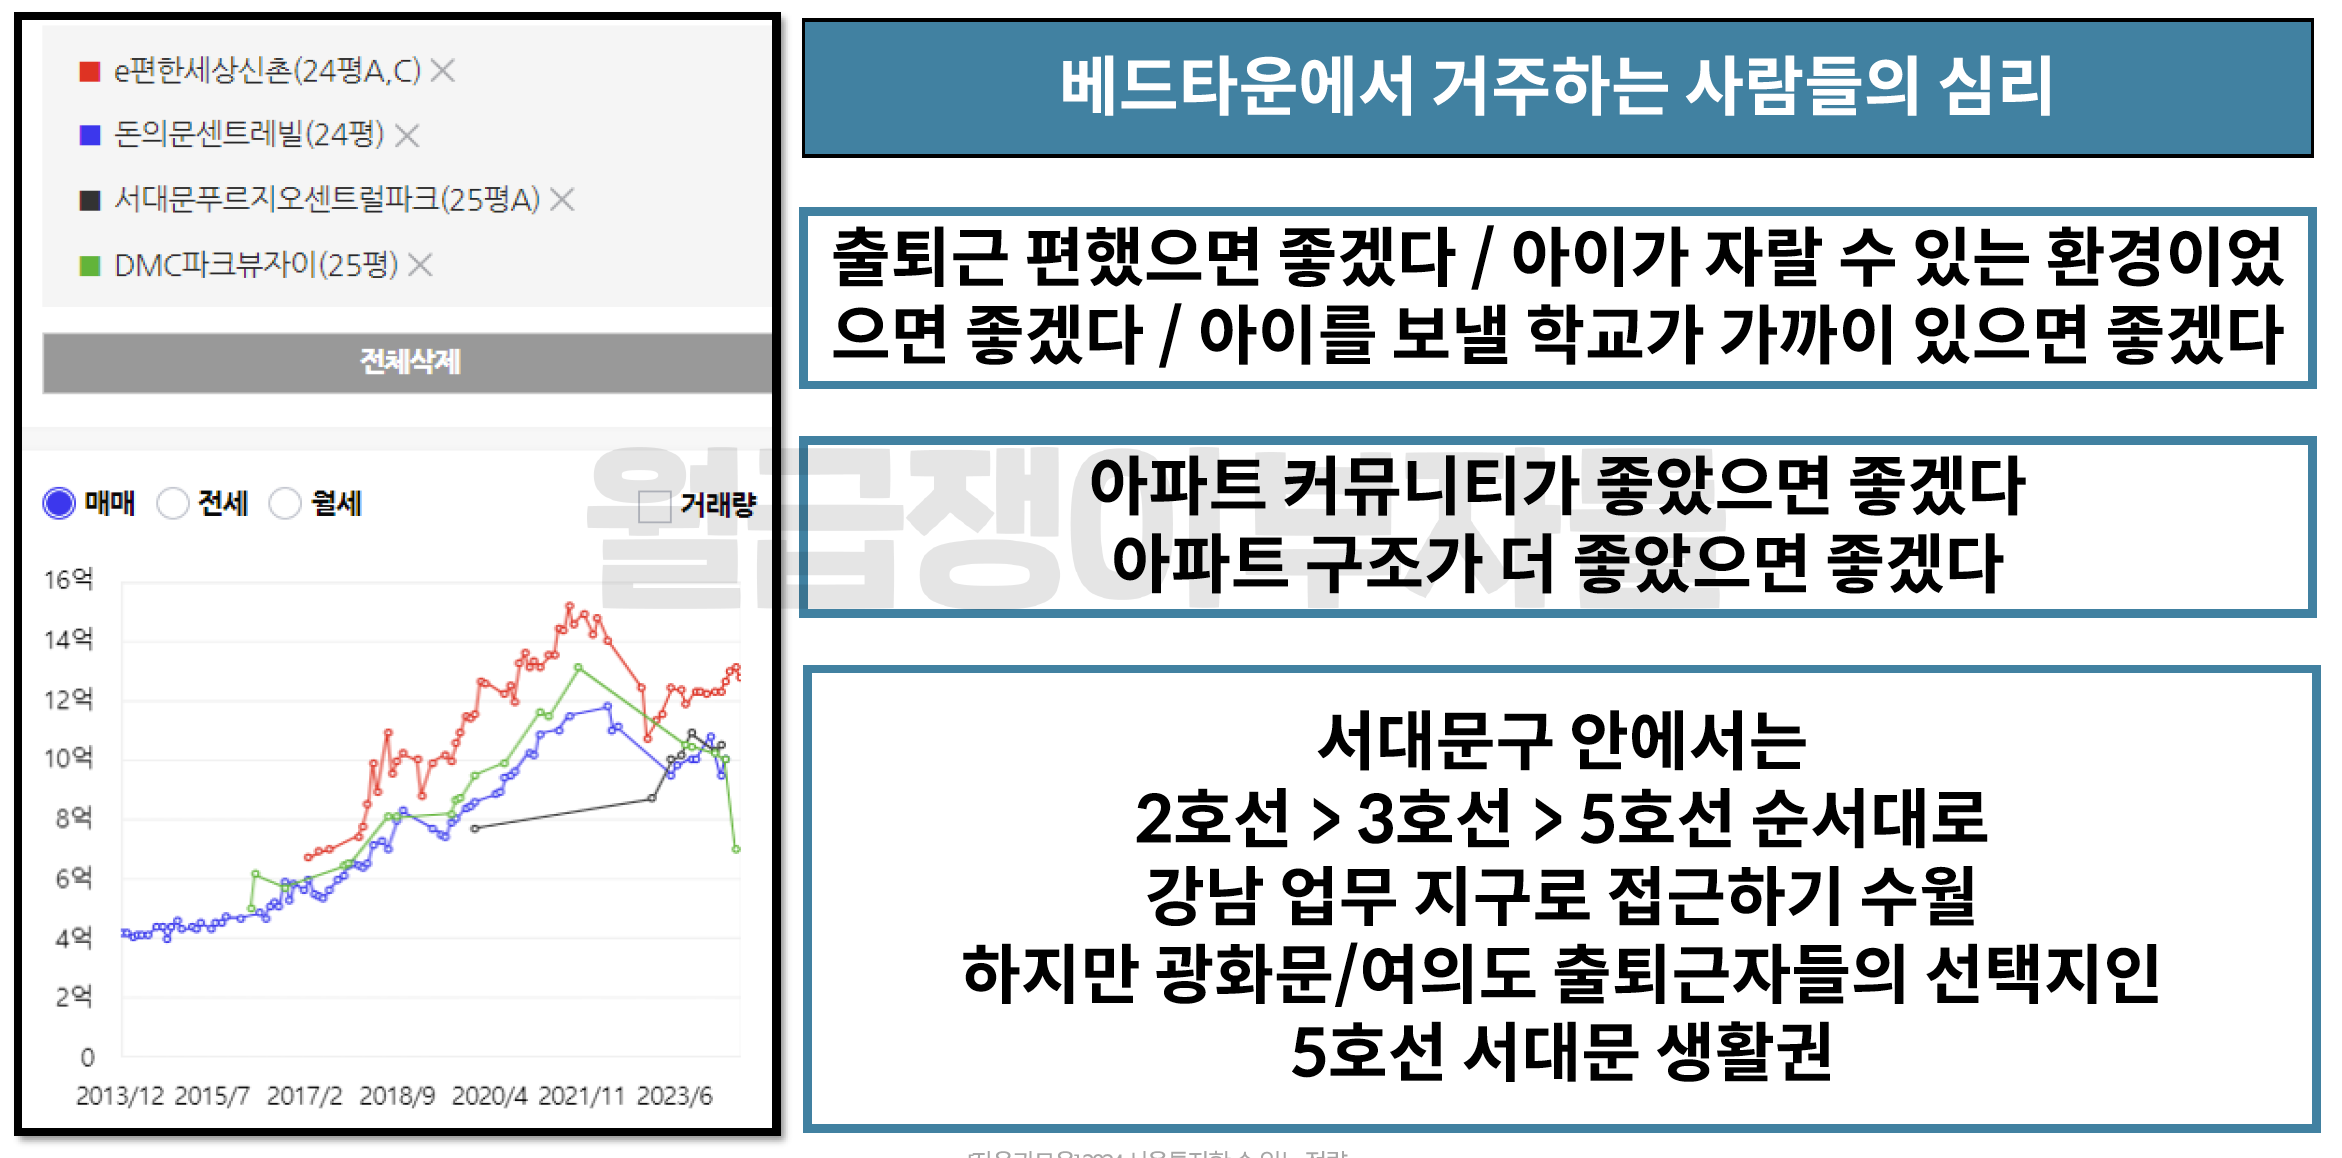 e편한세상신촌(24평A,C)
돈의문센트레빌(24평)
서대문푸르지오센트럴파크(25평A)
DMC파크뷰자이(25평)
전체삭제
매매 전세 월세 거래량
16억
14억
12억
10억
8억
6억
4억
2억
0
2013/12 2015/7 2017/2 2018/9 2020/4 2021/11 2023/6
베드타운에서 거주하는 사람들의 심리
출퇴근 편했으면 좋겠다 / 아이가 자랄 수 있는 환경이었
으면 좋겠다 / 아이를 보낼 학교가 가까이 있으면 좋겠다
아파트 커뮤니티가 좋았으면 좋겠다
아파트 구조가 더 좋았으면 좋겠다
서대문구 안에서는
2호선 > 3호선 > 5호선 순서대로
강남 업무 지구로 접근하기 수월
하지만 광화문/여의도 출퇴근자들의 선택지인
5호선 서대문 생활권
월급쟁이부자들